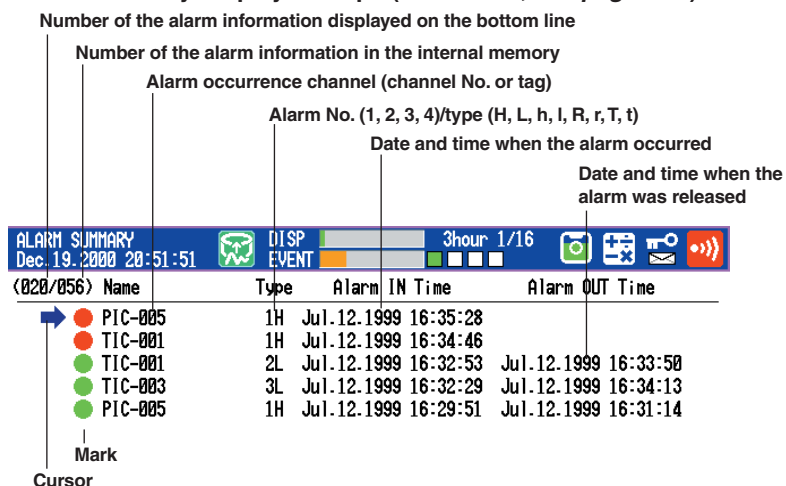 Number of the alarm information displayed on the bottom line
Number of the alarm information in the internal memory
Alarm occurrence channel (channel No. or tag)
Alarm No. (1, 2, 3, 4)/type (H, L, h, l, R, r, T, t)
Date and time when the alarm occurred
Date and time when the
alarm was released
ALARM SUMMARY DISP 3hour 1/16
Dec.19.2000 20:51:51 EVENT
(020/056) Name Type Alarm IN Time Alarm OUT Time
PIC-005 1H Jul.12.1999 16:35:28
TIC-001 1H Jul.12.1999 16:34:46
TIC-001 2L Jul.12.1999 16:32:53 Jul.12.1999 16:33:50
TIC-003 3L Jul.12.1999 16:32:29 Jul.12.1999 16:34:13
PIC-005 1H Jul.12.1999 16:29:51 Jul.12.1999 16:31:14
Mark
Cursor